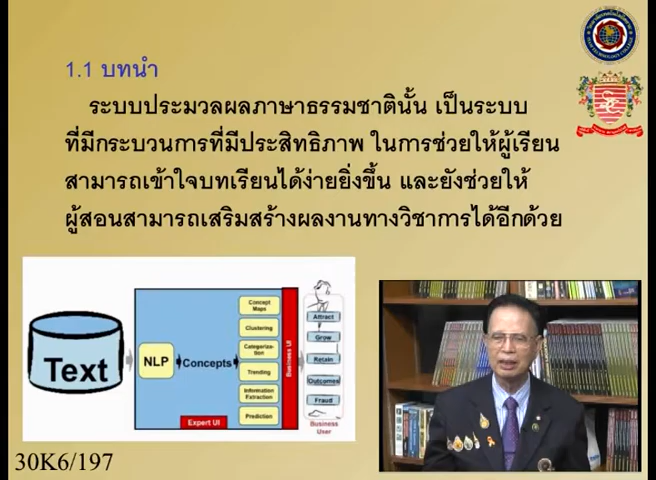 1.1 บทนำ
ระบบประมวลผลภาษาธรรมชาตินั้น เป็นระบบ
ที่มีกระบวนการที่มีประสิทธิภาพ ในการช่วยให้ผู้เรียน
สามารถเข้าใจบทเรียนได้ง่ายยิ่งขึ้น และยังช่วยให้
ผู้สอนสามารถเสริมสร้างผลงานทางวิชาการได้อีกด้วย
Text
NLP
Concepts
Concept
Maps
Clustering
Categoriza-
tion
Trending
Information
Extraction
Prediction
Expert UI
Business UI
Attract
Grow
Retain
Outcomes
Fraud
Business
User
30K6/197